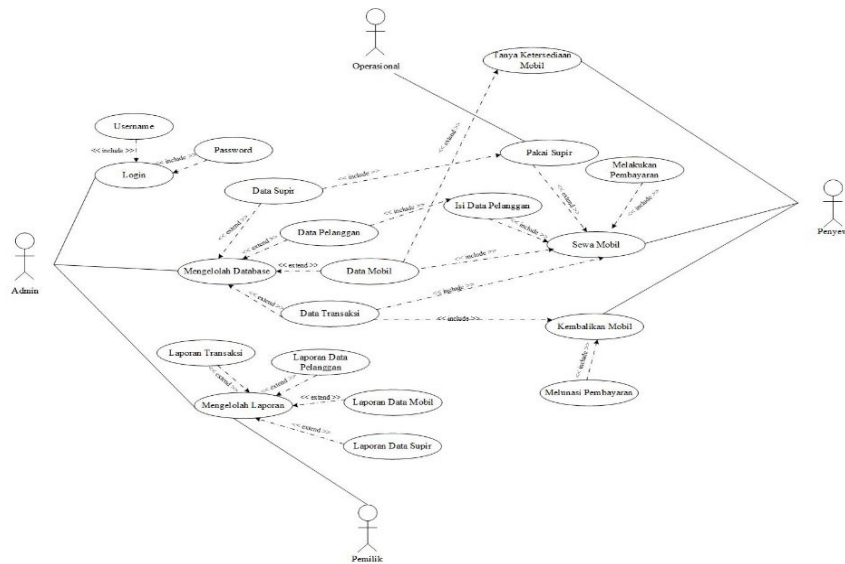 Operasional
Tanya Ketersediaan
Mobil
Username
<< include >>
Password
<< include >>
Login
Data Supir
<< include >>
<< extend >>
Pakai Supir
Melakukan
Pembayaran
<< extend >>
<< include >>
<< extend >>
Isi Data Pelanggan
<< include >>
<< include >>
Data Pelanggan
<< extend >>
Sewa Mobil
Penyew
Admin
Mengelolah Database
<< extend >>
Data Mobil
<< include >>
<< extend >>
Data Transaksi
<< include >>
<< include >>
Kembalikan Mobil
Laporan Transaksi
<< extend >>
Laporan Data
Pelanggan
<< extend >>
<< include >>
Mengelolah Laporan
<< extend >>
Laporan Data Mobil
Melunasi Pembayaran
<< extend >>
Laporan Data Supir
Pemilik